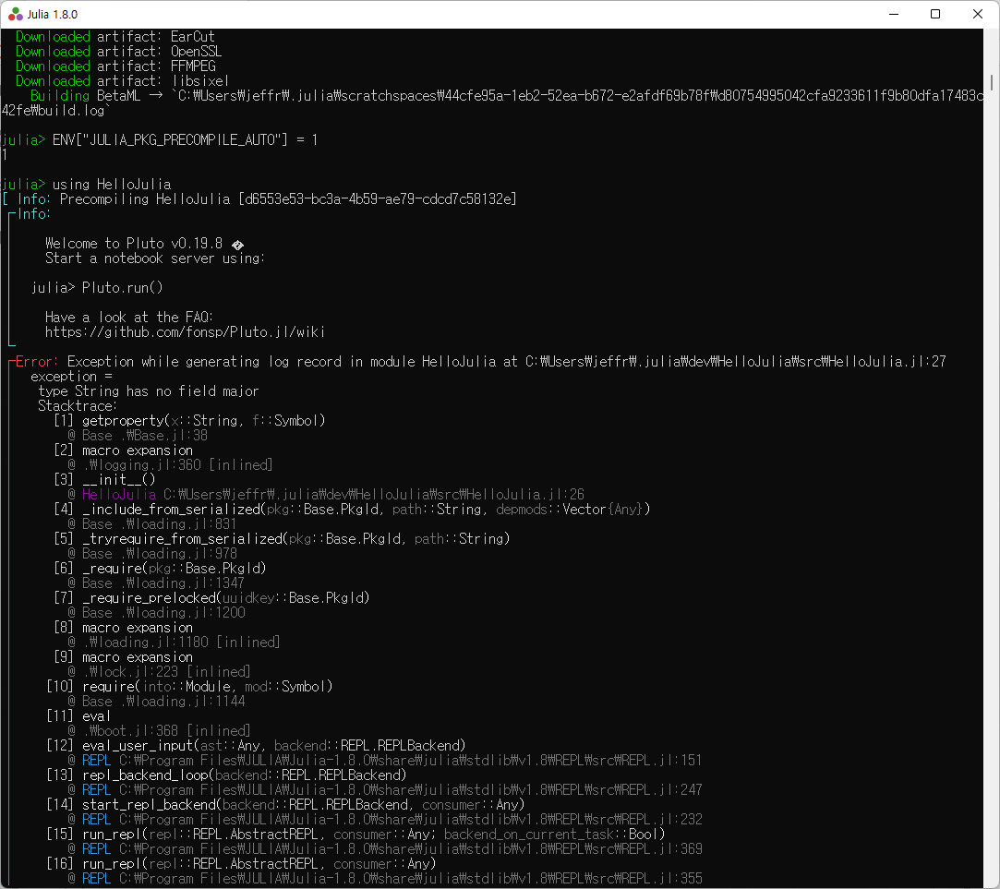 Julia 1.8.0
Downloaded artifact: EarCut
Downloaded artifact: OpenSSL
Downloaded artifact: FFMPEG
Downloaded artifact: libsixel
Building BetaML → `C:₩Users₩jeffr₩.julia₩scratchspaces₩44cfe95a-1eb2-52ea-b672-e2afdf69b78f₩d80754995042cfa9233611f9b80dfa17483c
42fe₩build.log`
julia> ENV["JULIA_PKG_PRECOMPILE_AUTO"] = 1
1
julia> using HelloJulia
[ Info: Precompiling HelloJulia [d6553e53-bc3a-4b59-ae79-cdcd7c58132e]
┌Info:
Welcome to Pluto v0.19.8 �
Start a notebook server using:
julia> Pluto.run()
Have a look at the FAQ:
https://github.com/fonsp/Pluto.jl/wiki
┌Error: Exception while generating log record in module HelloJulia at C:₩Users₩jeffr₩.julia₩dev₩HelloJulia₩src₩HelloJulia.jl:27
exception =
type String has no field major
Stacktrace:
[1] getproperty(x::String, f::Symbol)
@ Base .₩Base.jl:38
[2] macro expansion
@ .₩logging.jl:360 [inlined]
[3] __init__()
@ HelloJulia C:₩Users₩jeffr₩.julia₩dev₩HelloJulia₩src₩HelloJulia.jl:26
[4] _include_from_serialized(pkg::Base.PkgId, path::String, depmods::Vector{Any})
@ Base .₩loading.jl:831
[5] _tryrequire_from_serialized(pkg::Base.PkgId, path::String)
@ Base .₩loading.jl:978
[6] _require(pkg::Base.PkgId)
@ Base .₩loading.jl:1347
[7] _require_prelocked(uuidkey::Base.PkgId)
@ Base .₩loading.jl:1200
[8] macro expansion
@ .₩loading.jl:1180 [inlined]
[9] macro expansion
@ .₩lock.jl:223 [inlined]
[10] require(into::Module, mod::Symbol)
@ Base .₩loading.jl:1144
[11] eval
@ .₩boot.jl:368 [inlined]
[12] eval_user_input(ast::Any, backend::REPL.REPLBackend)
@ REPL C:₩Program Files₩JULIA₩Julia-1.8.0₩share₩julia₩stdlib₩v1.8₩REPL₩src₩REPL.jl:151
[13] repl_backend_loop(backend::REPL.REPLBackend)
@ REPL C:₩Program Files₩JULIA₩Julia-1.8.0₩share₩julia₩stdlib₩v1.8₩REPL₩src₩REPL.jl:247
[14] start_repl_backend(backend::REPL.REPLBackend, consumer::Any)
@ REPL C:₩Program Files₩JULIA₩Julia-1.8.0₩share₩julia₩stdlib₩v1.8₩REPL₩src₩REPL.jl:232
[15] run_repl(repl::REPL.AbstractREPL, consumer::Any; backend_on_current_task::Bool)
@ REPL C:₩Program Files₩JULIA₩Julia-1.8.0₩share₩julia₩stdlib₩v1.8₩REPL₩src₩REPL.jl:369
[16] run_repl(repl::REPL.AbstractREPL, consumer::Any)
@ REPL C:₩Program Files₩JULIA₩Julia-1.8.0₩share₩julia₩stdlib₩v1.8₩REPL₩src₩REPL.jl:355